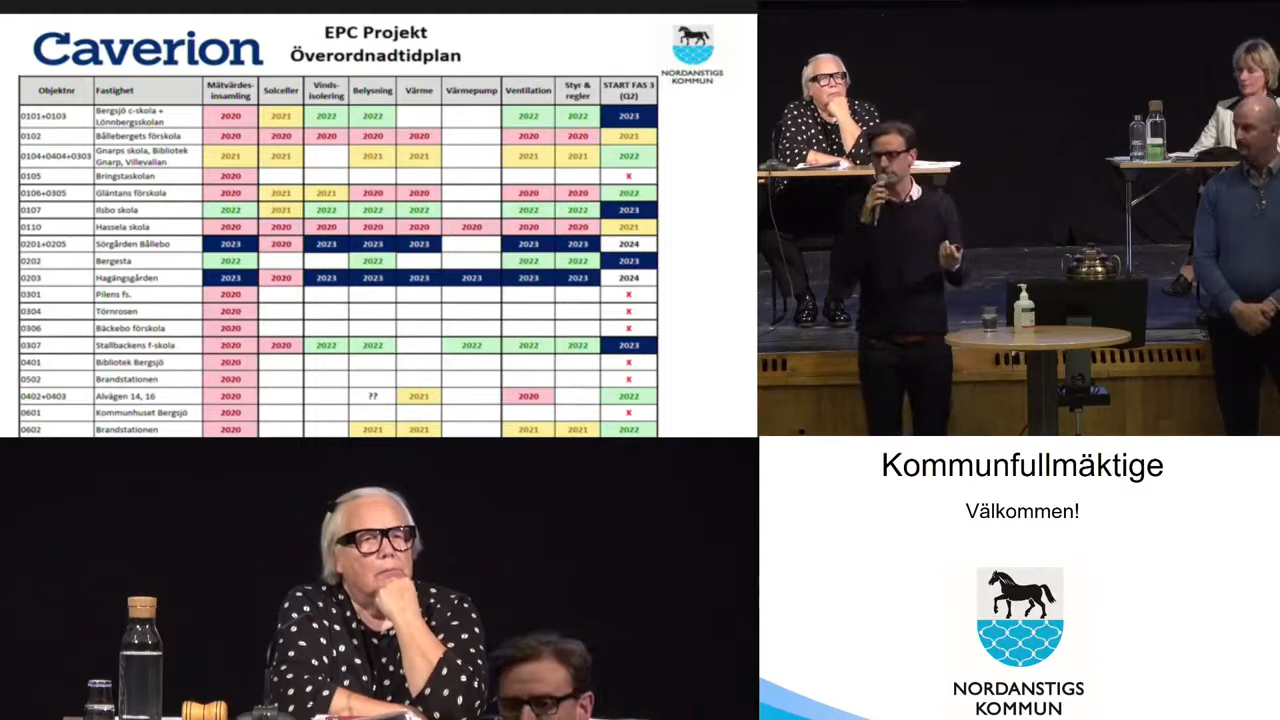 Caverion
EPC Projekt
Överordnadtidplan
NORDANSTIGS
KOMMUN
Objektnr Fastighet Mätvärdes-insamling Solceller Vinds-isolering Belysning Värme Värmepump Ventilation Styr & regler START FAS 3 (Q2)
0101+0103 Bergsjö c-skola + Lönnbergsskolan 2020 2021 2022 2022 2022 2022 2023
0102 Bållebergets förskola 2020 2020 2020 2020 2020 2020 2020 2021
0104+0404+0303 Gnarps skola, Bibliotek Gnarp, Villevallan 2021 2021 2021 2021 2021 2021 2022
0105 Bringstaskolan 2020 x
0106+0305 Gläntans förskola 2020 2021 2021 2020 2020 2020 2020 2022
0107 Ilsbo skola 2022 2021 2022 2022 2022 2022 2022 2023
0110 Hassela skola 2020 2020 2020 2020 2020 2020 2020 2020 2021
0201+0205 Sörgården Bållebo 2023 2020 2023 2023 2023 2023 2023 2024
0202 Bergesta 2022 2022 2022 2022 2023
0203 Hagängsgården 2023 2020 2023 2023 2023 2023 2023 2023 2024
0301 Pilens fs. 2020 x
0304 Törnrosen 2020 x
0306 Bäckebo förskola 2020 x
0307 Stallbackens f-skola 2020 2020 2022 2022 2022 2022 2022 2023
0401 Bibliotek Bergsjö 2020 x
0502 Brandstationen 2020 x
0402+0403 Alvägen 14, 16 2020 ?? 2021 2020 2022
0601 Kommunhuset Bergsjö 2020 x
0602 Brandstationen 2020 2021 2021 2021 2021 2022
Kommunfullmäktige
Välkommen!
NORDANSTIGS
KOMMUN